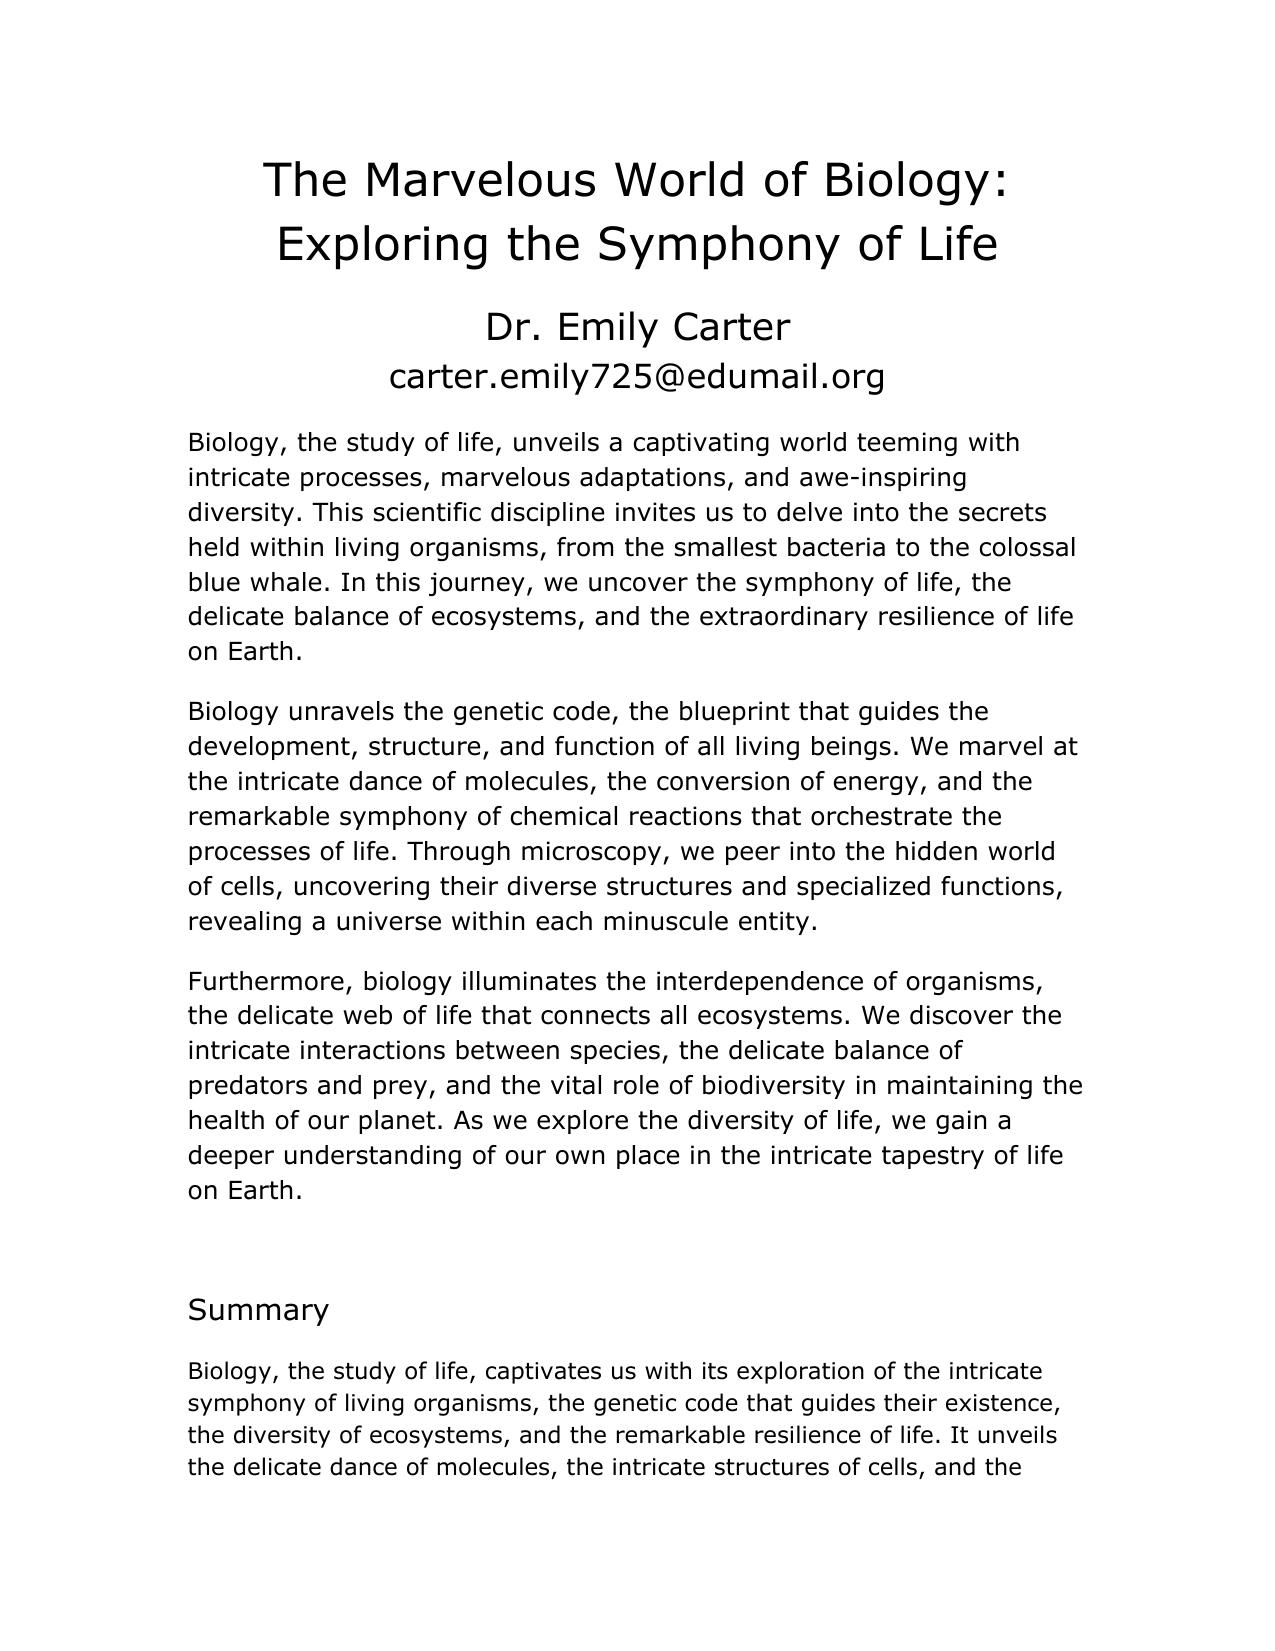 The Marvelous World of Biology:
Exploring the Symphony of Life
Dr. Emily Carter
carter.emily725@edumail.org
Biology, the study of life, unveils a captivating world teeming with
intricate processes, marvelous adaptations, and awe-inspiring
diversity. This scientific discipline invites us to delve into the secrets
held within living organisms, from the smallest bacteria to the colossal
blue whale. In this journey, we uncover the symphony of life, the
delicate balance of ecosystems, and the extraordinary resilience of life
on Earth.
Biology unravels the genetic code, the blueprint that guides the
development, structure, and function of all living beings. We marvel at
the intricate dance of molecules, the conversion of energy, and the
remarkable symphony of chemical reactions that orchestrate the
processes of life. Through microscopy, we peer into the hidden world
of cells, uncovering their diverse structures and specialized functions,
revealing a universe within each minuscule entity.
Furthermore, biology illuminates the interdependence of organisms,
the delicate web of life that connects all ecosystems. We discover the
intricate interactions between species, the delicate balance of
predators and prey, and the vital role of biodiversity in maintaining the
health of our planet. As we explore the diversity of life, we gain a
deeper understanding of our own place in the intricate tapestry of life
on Earth.
Summary
Biology, the study of life, captivates us with its exploration of the intricate
symphony of living organisms, the genetic code that guides their existence,
the diversity of ecosystems, and the remarkable resilience of life. It unveils
the delicate dance of molecules, the intricate structures of cells, and the